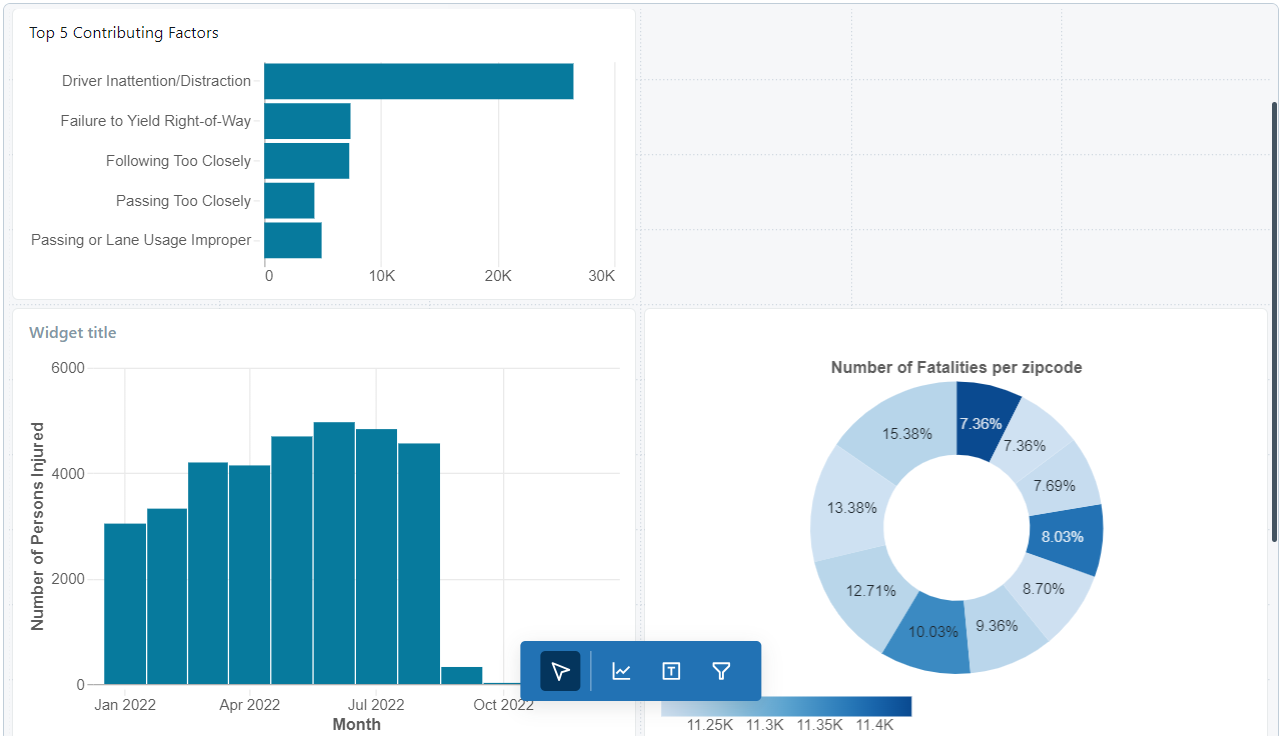 Top 5 Contributing Factors
Driver Inattention/Distraction
Failure to Yield Right-of-Way
Following Too Closely
Passing Too Closely
Passing or Lane Usage Improper
0 10K 20K 30K
Widget title
6000
4000
2000
0
Number of Persons Injured
Jan 2022 Apr 2022 Jul 2022 Oct 2022
Month
Number of Fatalities per zipcode
7.36%
7.36%
7.69%
8.03%
8.70%
9.36%
10.03%
12.71%
13.38%
15.38%
T
11.25K 11.3K 11.35K 11.4K